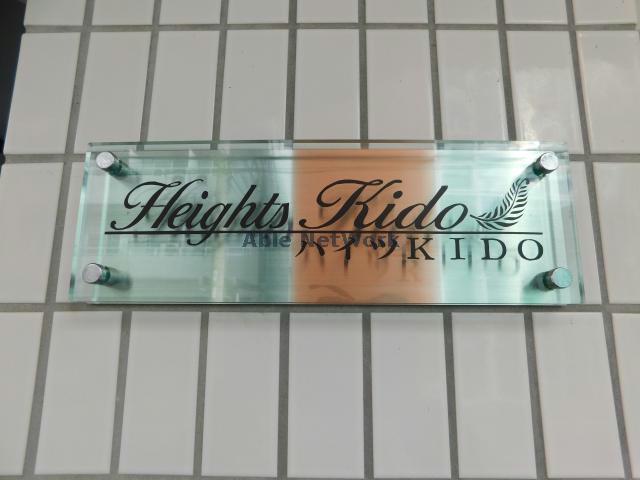 Heights Kido
Able Network
ハイツKIDO